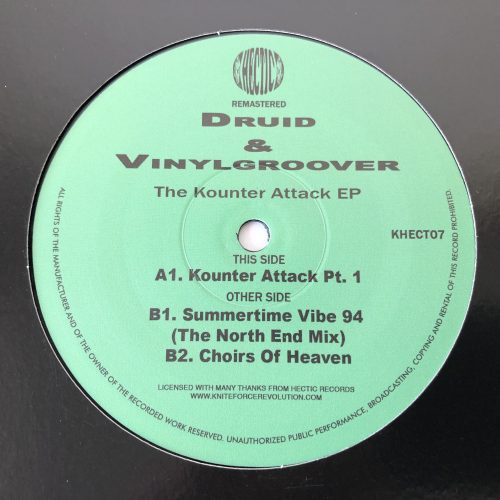 HECTIC
REMASTERED
DRUID
&
VINYLGROOVER
The Kounter Attack EP
KHECT07
THIS SIDE
A1. Kounter Attack Pt. 1
OTHER SIDE
B1. Summertime Vibe 94
(The North End Mix)
B2. Choirs Of Heaven
LICENSED WITH MANY THANKS FROM HECTIC RECORDS
WWW.KNITEFORCEREVOLUTION.COM
ALL RIGHTS OF THE MANUFACTURER AND OF THE OWNER OF THE RECORDED WORK RESERVED. UNAUTHORIZED PUBLIC PERFORMANCE, BROADCASTING, COPYING AND RENTAL OF THIS RECORD PROHIBITED.